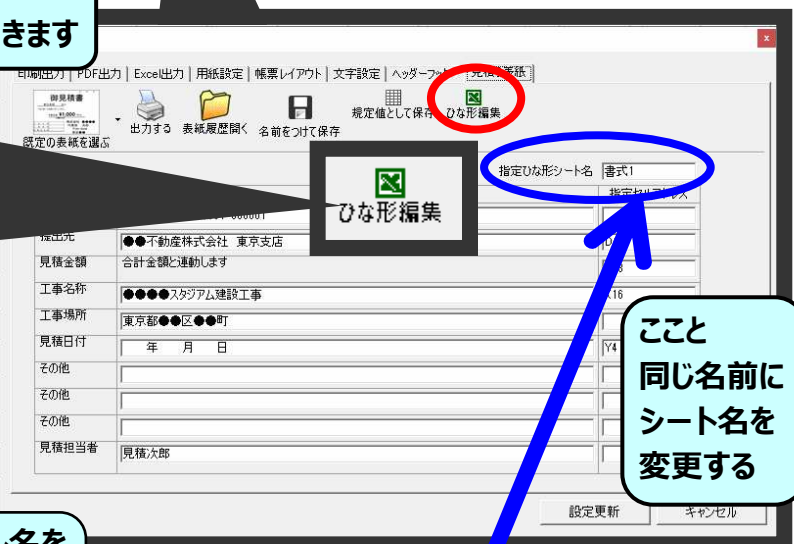 きます
印刷出力 PDF出力 Excel出力 用紙設定 帳票レイアウト 文字設定 ヘッダーフッ 見積書表紙
御見積書
¥1,000
既定の表紙を選ぶ
出力する
表紙履歴開く
名前をつけて保存
規定値として保存
ひな形編集
指定ひな形シート名 書式1
ひな形編集
提出先 ●●不動産株式会社 東京支店
見積金額 合計金額と連動します
工事名称 ●●●●スタジアム建設工事
工事場所 東京都●●区●●町
見積日付 年 月 日 Y4
その他
その他
その他
見積担当者 見積次郎
ここと
同じ名前に
シート名を
変更する
設定更新 キャンセル
名を